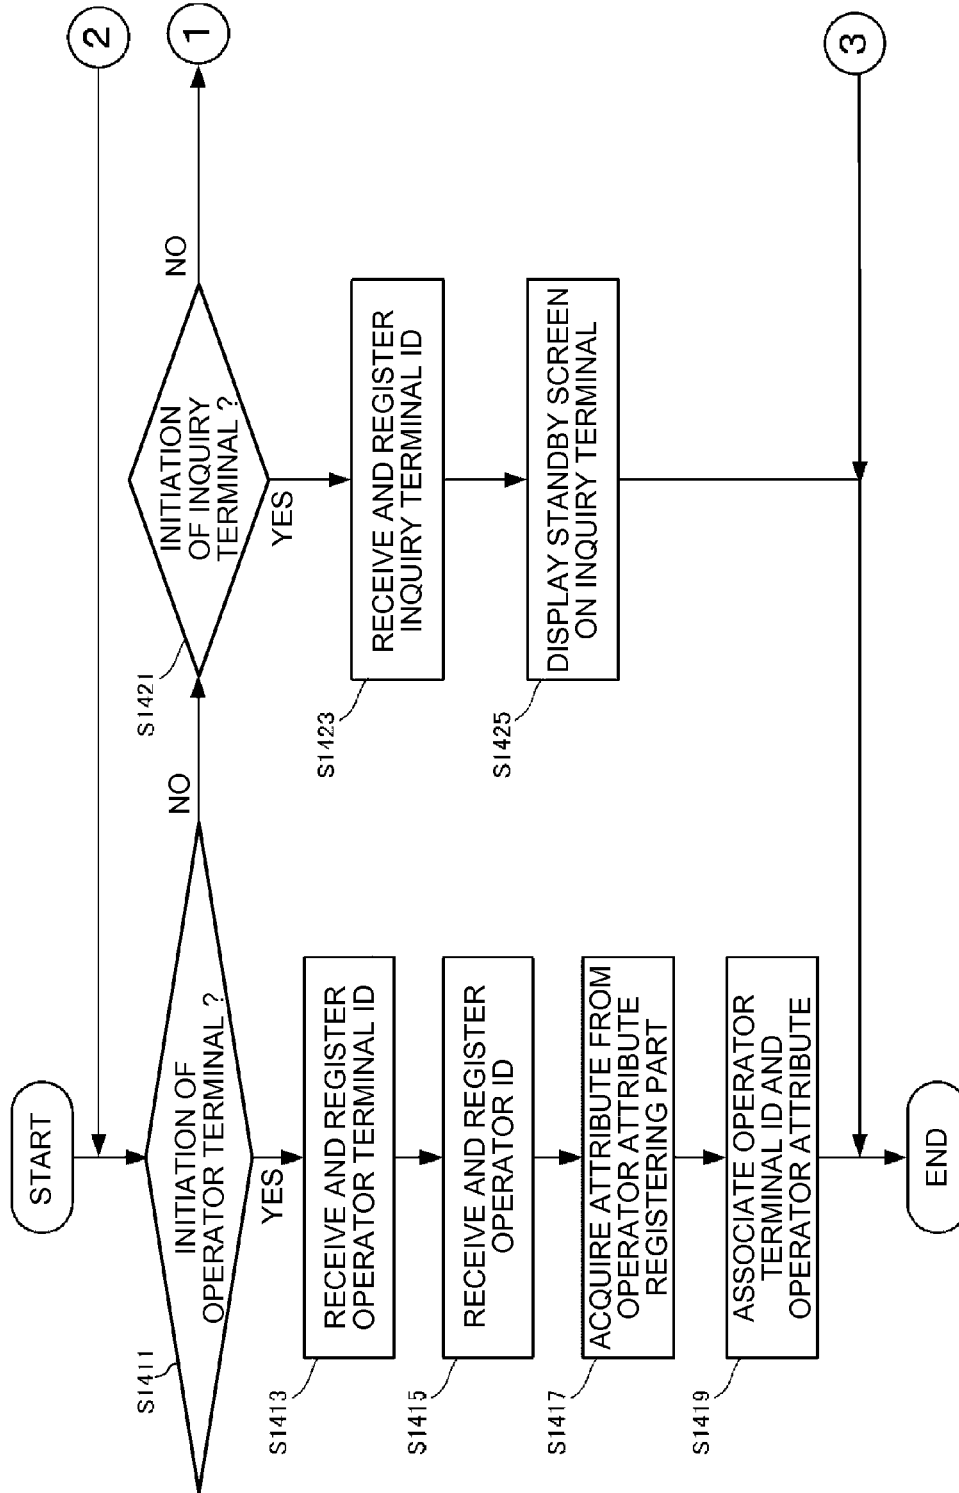 START
S1411
INITIATION OF
OPERATOR TERMINAL ?
NO
YES
S1413
RECEIVE AND REGISTER
OPERATOR TERMINAL ID
S1415
RECEIVE AND REGISTER
OPERATOR ID
S1417
ACQUIRE ATTRIBUTE FROM
OPERATOR ATTRIBUTE
REGISTERING PART
S1419
ASSOCIATE OPERATOR
TERMINAL ID AND
OPERATOR ATTRIBUTE
END
S1421
INITIATION
OF INQUIRY
TERMINAL ?
NO
YES
S1423
RECEIVE AND REGISTER
INQUIRY TERMINAL ID
S1425
DISPLAY STANDBY SCREEN
ON INQUIRY TERMINAL
2
1
3